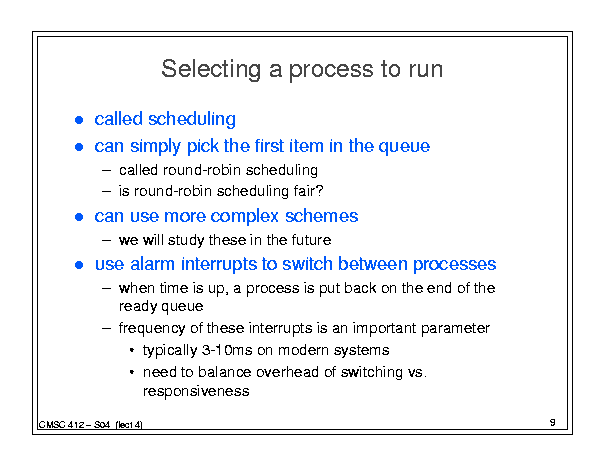 Selecting a process to run
● called scheduling
● can simply pick the first item in the queue
– called round-robin scheduling
– is round-robin scheduling fair?
● can use more complex schemes
– we will study these in the future
● use alarm interrupts to switch between processes
– when time is up, a process is put back on the end of the
ready queue
– frequency of these interrupts is an important parameter
• typically 3-10ms on modern systems
• need to balance overhead of switching vs.
responsiveness
CMSC 412 – S04 (lect 4)
9